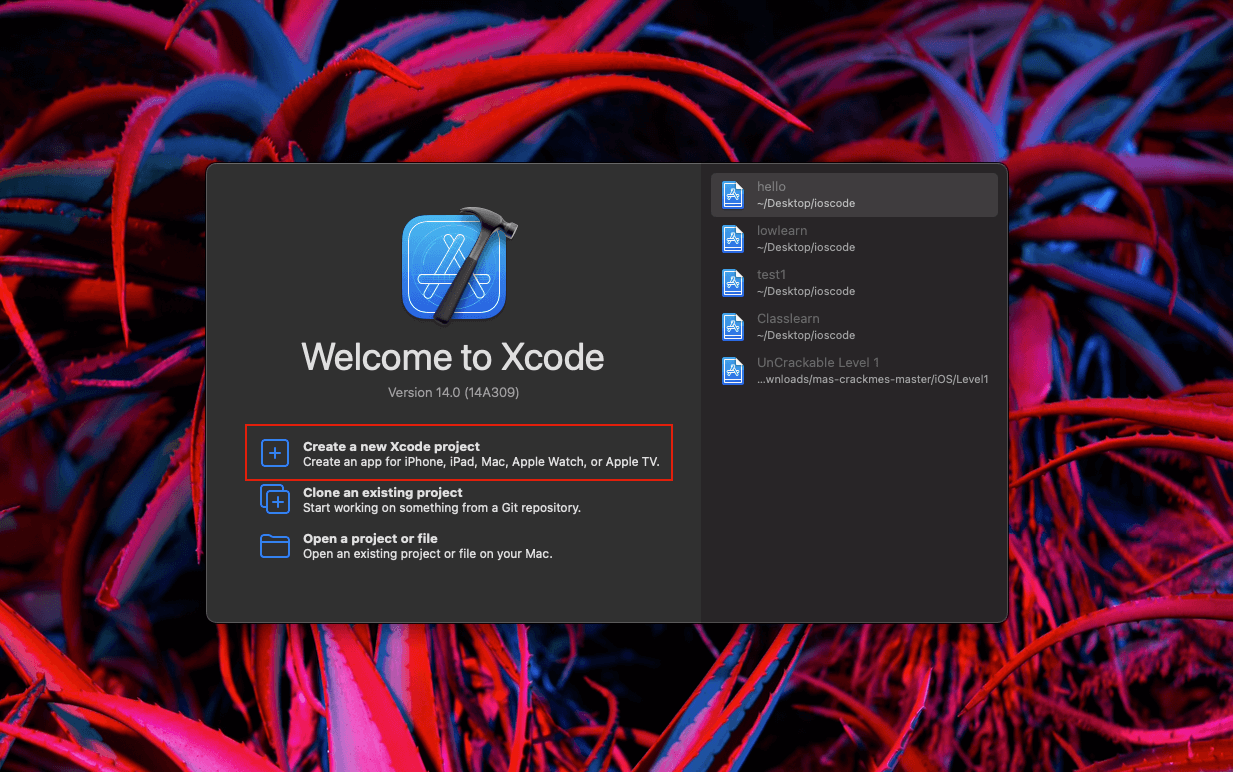 Welcome to Xcode
Version 14.0 (14A309)
Create a new Xcode project
Create an app for iPhone, iPad, Mac, Apple Watch, or Apple TV.
Clone an existing project
Start working on something from a Git repository.
Open a project or file
Open an existing project or file on your Mac.
hello
~/Desktop/ioscode
lowlearn
~/Desktop/ioscode
test1
~/Desktop/ioscode
Classlearn
~/Desktop/ioscode
UnCrackable Level 1
...wnloads/mas-crackmes-master/iOS/Level1